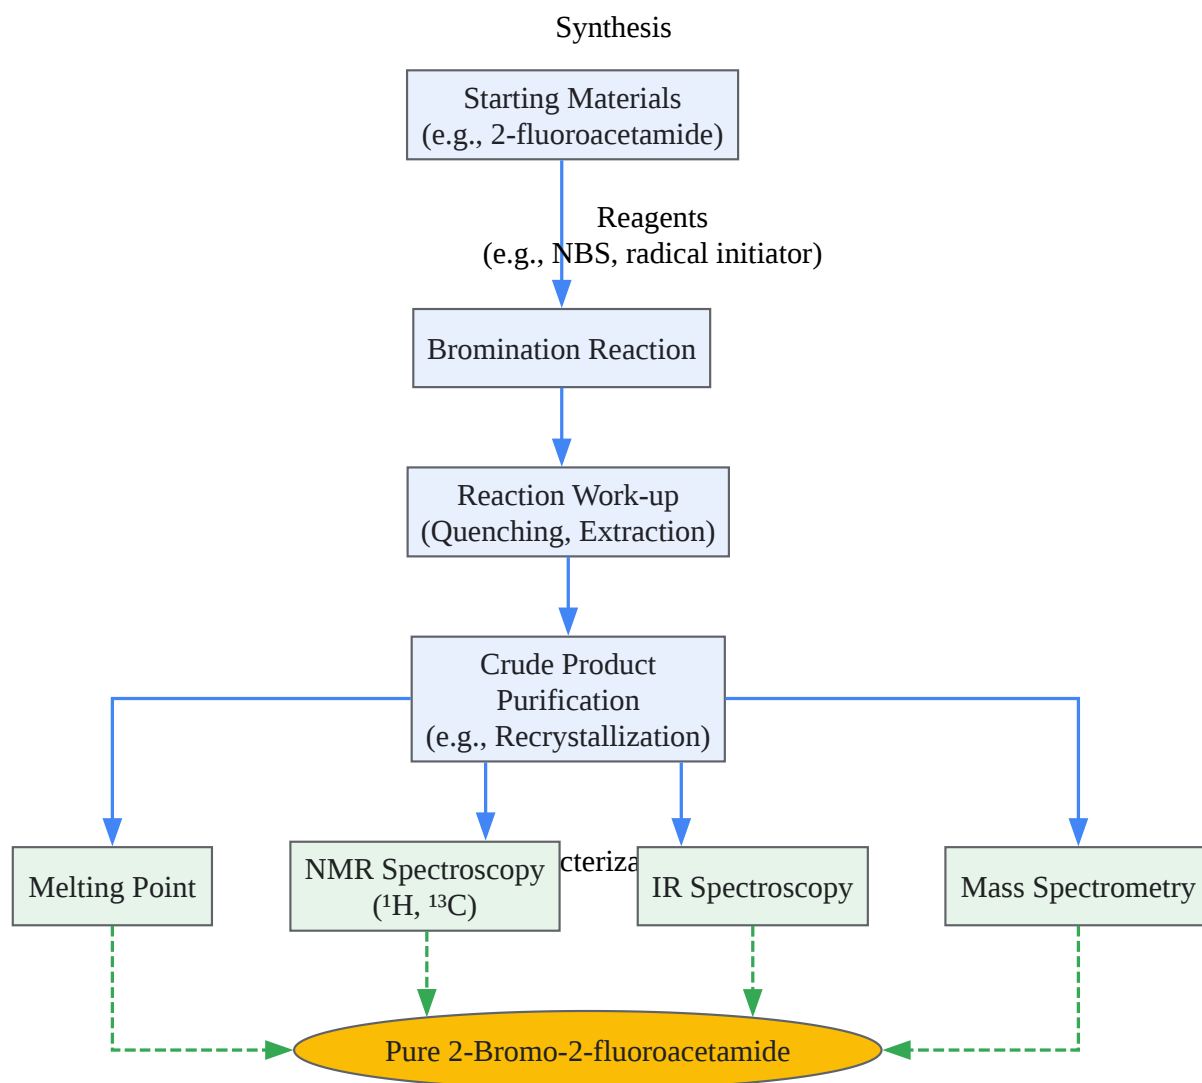 Synthesis
Starting Materials
(e.g., 2-fluoroacetamide)
Reagents
(e.g., NBS, radical initiator)
Bromination Reaction
Reaction Work-up
(Quenching, Extraction)
Crude Product
Purification
(e.g., Recrystallization)
Melting Point
NMR Spectroscopy
(¹H, ¹³C)
IR Spectroscopy
Mass Spectrometry
Pure 2-Bromo-2-fluoroacetamide